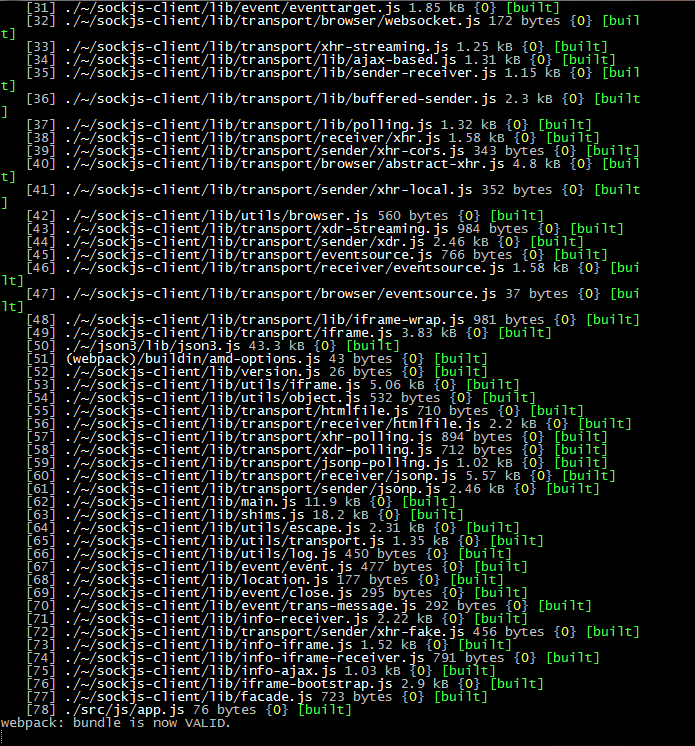 [31] ./~/sockjs-client/lib/event/eventtarget.js 1.85 kB {0} [built]
[32] ./~/sockjs-client/lib/transport/browser/websocket.js 172 bytes {0} [buil
t]
[33] ./~/sockjs-client/lib/transport/xhr-streaming.js 1.25 kB {0} [built]
[34] ./~/sockjs-client/lib/transport/lib/ajax-based.js 1.31 kB {0} [built]
[35] ./~/sockjs-client/lib/transport/lib/sender-receiver.js 1.15 kB {0} [buil
t]
[36] ./~/sockjs-client/lib/transport/lib/buffered-sender.js 2.3 kB {0} [built
]
[37] ./~/sockjs-client/lib/transport/lib/polling.js 1.32 kB {0} [built]
[38] ./~/sockjs-client/lib/transport/receiver/xhr.js 1.58 kB {0} [built]
[39] ./~/sockjs-client/lib/transport/sender/xhr-cors.js 343 bytes {0} [built]
[40] ./~/sockjs-client/lib/transport/browser/abstract-xhr.js 4.8 kB {0} [buil
t]
[41] ./~/sockjs-client/lib/transport/sender/xhr-local.js 352 bytes {0} [built
]
[42] ./~/sockjs-client/lib/utils/browser.js 560 bytes {0} [built]
[43] ./~/sockjs-client/lib/transport/xdr-streaming.js 984 bytes {0} [built]
[44] ./~/sockjs-client/lib/transport/sender/xdr.js 2.46 kB {0} [built]
[45] ./~/sockjs-client/lib/transport/eventsource.js 766 bytes {0} [built]
[46] ./~/sockjs-client/lib/transport/receiver/eventsource.js 1.58 kB {0} [bui
lt]
[47] ./~/sockjs-client/lib/transport/browser/eventsource.js 37 bytes {0} [bui
lt]
[48] ./~/sockjs-client/lib/transport/lib/iframe-wrap.js 981 bytes {0} [built]
[49] ./~/sockjs-client/lib/transport/iframe.js 3.83 kB {0} [built]
[50] ./~/json3/lib/json3.js 43.3 kB {0} [built]
[51] (webpack)/buildin/amd-options.js 43 bytes {0} [built]
[52] ./~/sockjs-client/lib/version.js 26 bytes {0} [built]
[53] ./~/sockjs-client/lib/utils/iframe.js 5.06 kB {0} [built]
[54] ./~/sockjs-client/lib/utils/object.js 532 bytes {0} [built]
[55] ./~/sockjs-client/lib/transport/htmlfile.js 710 bytes {0} [built]
[56] ./~/sockjs-client/lib/transport/receiver/htmlfile.js 2.2 kB {0} [built]
[57] ./~/sockjs-client/lib/transport/xhr-polling.js 894 bytes {0} [built]
[58] ./~/sockjs-client/lib/transport/xdr-polling.js 712 bytes {0} [built]
[59] ./~/sockjs-client/lib/transport/jsonp-polling.js 1.02 kB {0} [built]
[60] ./~/sockjs-client/lib/transport/receiver/jsonp.js 5.57 kB {0} [built]
[61] ./~/sockjs-client/lib/transport/sender/jsonp.js 2.46 kB {0} [built]
[62] ./~/sockjs-client/lib/main.js 11.9 kB {0} [built]
[63] ./~/sockjs-client/lib/shims.js 18.2 kB {0} [built]
[64] ./~/sockjs-client/lib/utils/escape.js 2.31 kB {0} [built]
[65] ./~/sockjs-client/lib/utils/transport.js 1.35 kB {0} [built]
[66] ./~/sockjs-client/lib/utils/log.js 450 bytes {0} [built]
[67] ./~/sockjs-client/lib/event/event.js 477 bytes {0} [built]
[68] ./~/sockjs-client/lib/location.js 177 bytes {0} [built]
[69] ./~/sockjs-client/lib/event/close.js 295 bytes {0} [built]
[70] ./~/sockjs-client/lib/event/trans-message.js 292 bytes {0} [built]
[71] ./~/sockjs-client/lib/info-receiver.js 2.22 kB {0} [built]
[72] ./~/sockjs-client/lib/transport/sender/xhr-fake.js 456 bytes {0} [built]
[73] ./~/sockjs-client/lib/info-iframe.js 1.52 kB {0} [built]
[74] ./~/sockjs-client/lib/info-iframe-receiver.js 791 bytes {0} [built]
[75] ./~/sockjs-client/lib/info-ajax.js 1.03 kB {0} [built]
[76] ./~/sockjs-client/lib/iframe-bootstrap.js 2.9 kB {0} [built]
[77] ./~/sockjs-client/lib/facade.js 723 bytes {0} [built]
[78] ./src/js/app.js 76 bytes {0} [built]
webpack: bundle is now VALID.